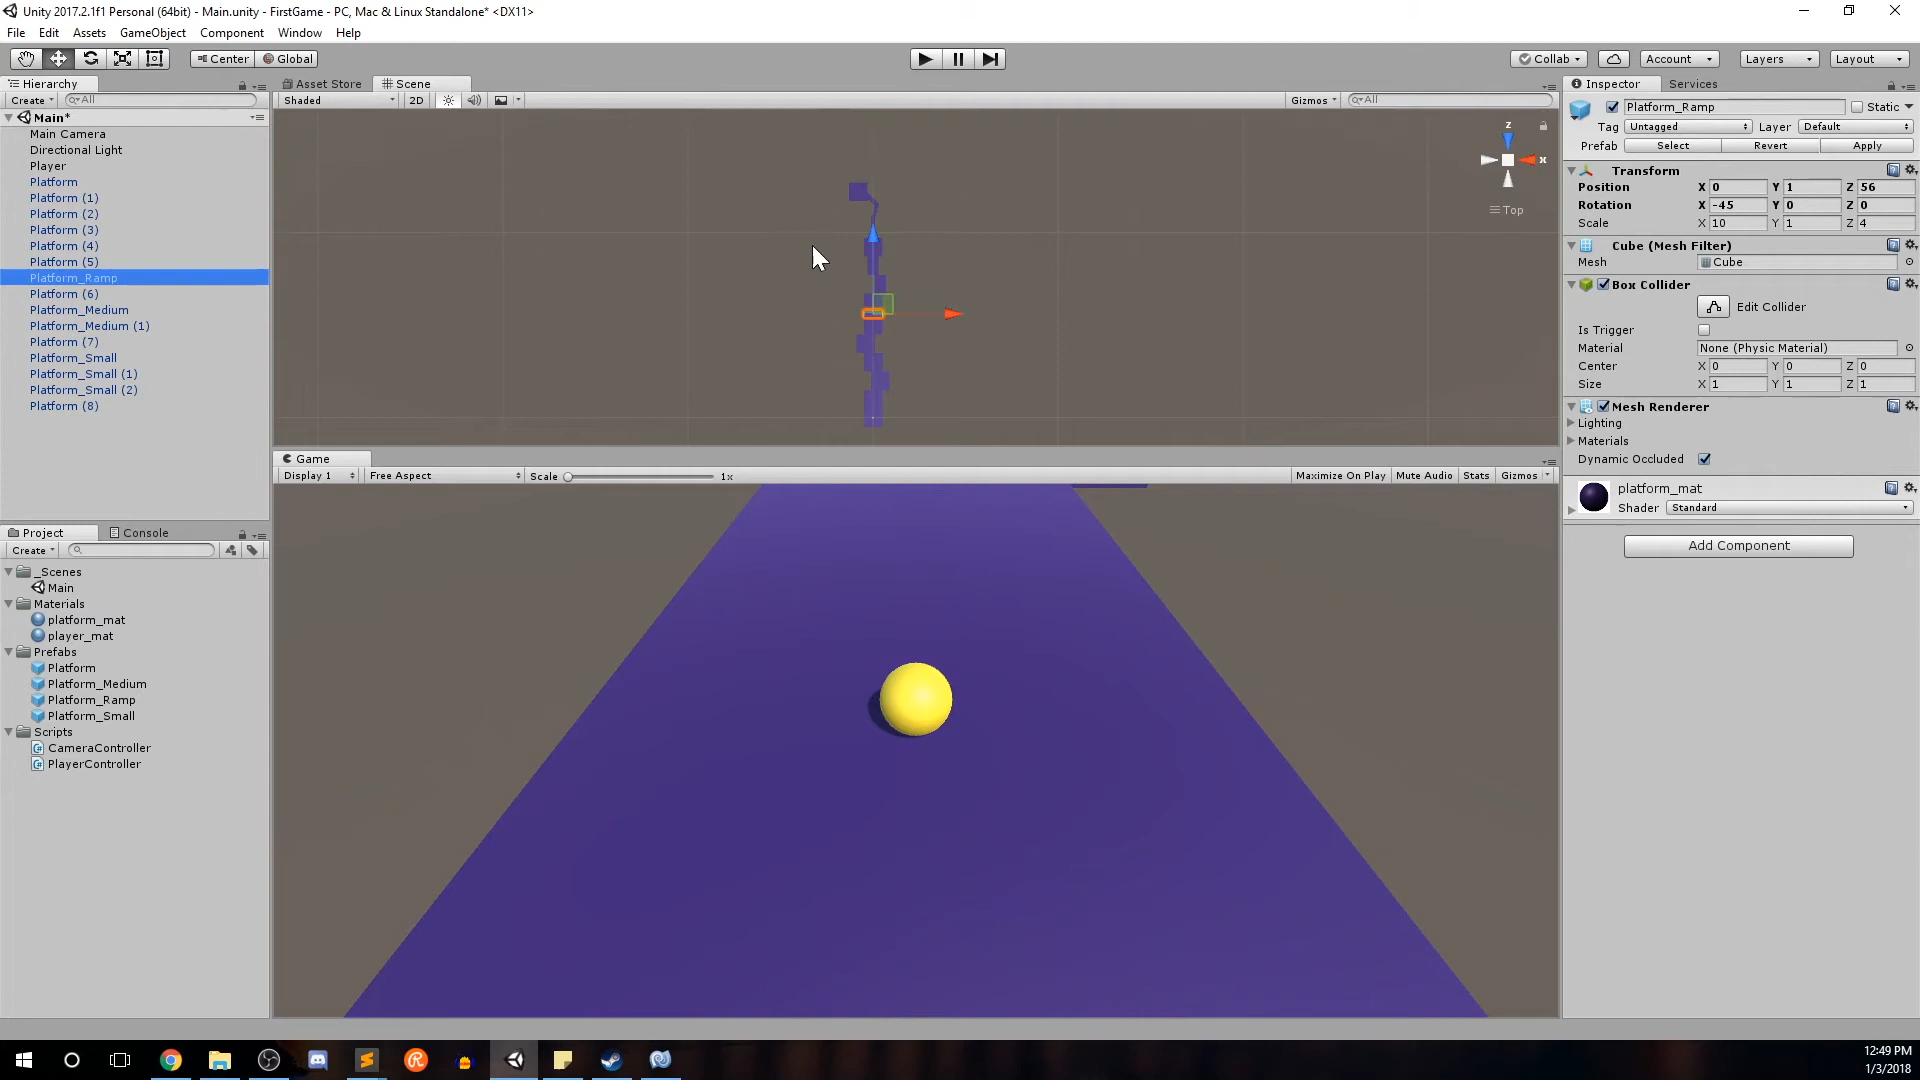 Unity 2017.2.1f1 Personal (64bit) - Main.unity - FirstGame - PC, Mac & Linux Standalone* <DX11>
File Edit Assets GameObject Component Window Help
Center Global Collab Account Layers Layout
Hierarchy
Create All
Main*
Main Camera
Directional Light
Player
Platform
Platform (1)
Platform (2)
Platform (3)
Platform (4)
Platform (5)
Platform_Ramp
Platform (6)
Platform_Medium
Platform_Medium (1)
Platform (7)
Platform_Small
Platform_Small (1)
Platform_Small (2)
Platform (8)
Project Console
Create
_Scenes
Main
Materials
platform_mat
player_mat
Prefabs
Platform
Platform_Medium
Platform_Ramp
Platform_Small
Scripts
CameraController
PlayerController
Asset Store Scene
Shaded 2D Gizmos All
z
x
Top
Game
Display 1 Free Aspect Scale 1x Maximize On Play Mute Audio Stats Gizmos
Inspector Services
Platform_Ramp Static
Tag Untagged Layer Default
Prefab Select Revert Apply
Transform
Position X 0 Y 1 Z 56
Rotation X -45 Y 0 Z 0
Scale X 10 Y 1 Z 4
Cube (Mesh Filter)
Mesh Cube
Box Collider
Edit Collider
Is Trigger
Material None (Physic Material)
Center X 0 Y 0 Z 0
Size X 1 Y 1 Z 1
Mesh Renderer
Lighting
Materials
Dynamic Occluded
platform_mat
Shader Standard
Add Component
12:49 PM
1/3/2018